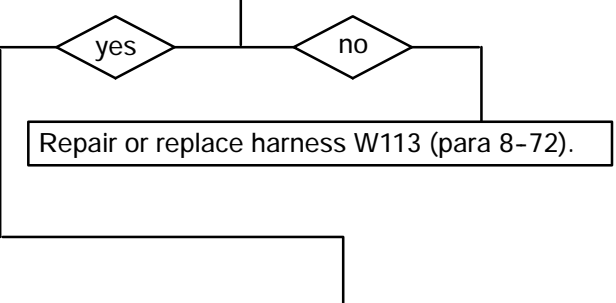 yes
no
Repair or replace harness W113 (para 8-72).